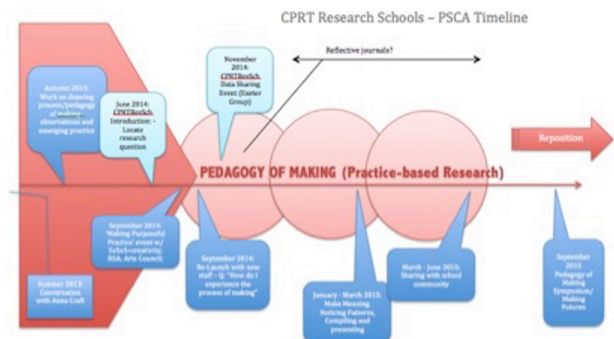 CPRT Research Schools – PSCA Timeline
Reflective journals?
November
2014:
CPRTResSch
Data Sharing
Event (Exeter
Group)
Autumn 2013:
Work on drawing
process/pedagogy
of making –
observations and
emerging practice
June 2014:
CPRTResSch
Introduction: -
Locate
research
question
Reposition
PEDAGOGY OF MAKING (Practice-based Research)
September 2014:
'Making Purposeful
Practice' event w/
5x5x5=creativity:
RSA: Arts Council
September 2014:
Re-Launch with new
staff – Q: "How do I
experience the
process of making"
Summer 2013:
Conversation
with Anna Craft
January - March 2015:
Make Meaning,
Noticing Patterns,
Compiling and
presenting
March - June 2015:
Sharing with school
community
September
2015
Pedagogy of
Making
Symposium/
Making
Futures